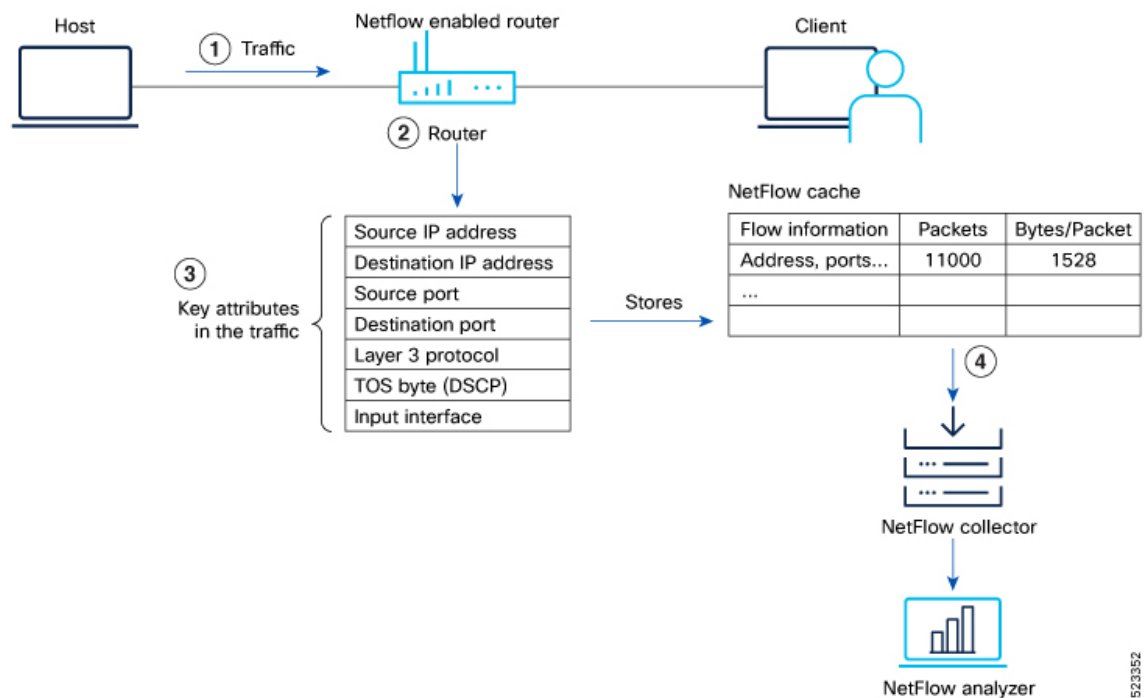 Host
Netflow enabled router
Client
1 Traffic
2 Router
3
Key attributes
in the traffic
Source IP address
Destination IP address
Source port
Destination port
Layer 3 protocol
TOS byte (DSCP)
Input interface
Stores
NetFlow cache
Flow information Packets Bytes/Packet
Address, ports... 11000 1528
...
4
NetFlow collector
NetFlow analyzer
523352